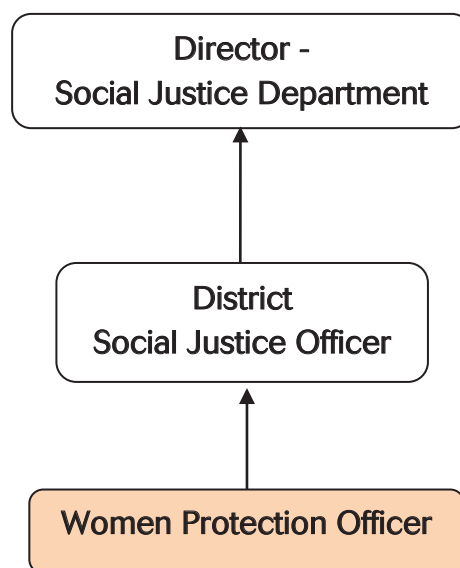 Director -
Social Justice Department
District
Social Justice Officer
Women Protection Officer